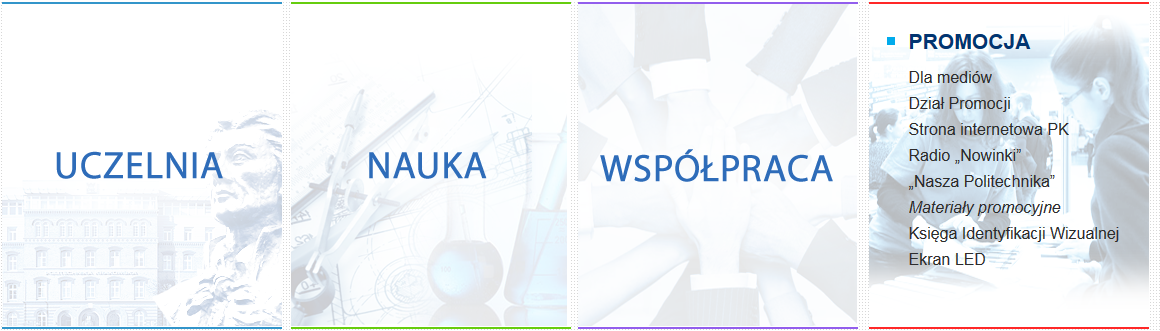 UCZELNIA
NAUKA
WSPÓŁPRACA
PROMOCJA
Dla mediów
Dział Promocji
Strona internetowa PK
Radio „Nowinki”
„Nasza Politechnika”
Materiały promocyjne
Księga Identyfikacji Wizualnej
Ekran LED